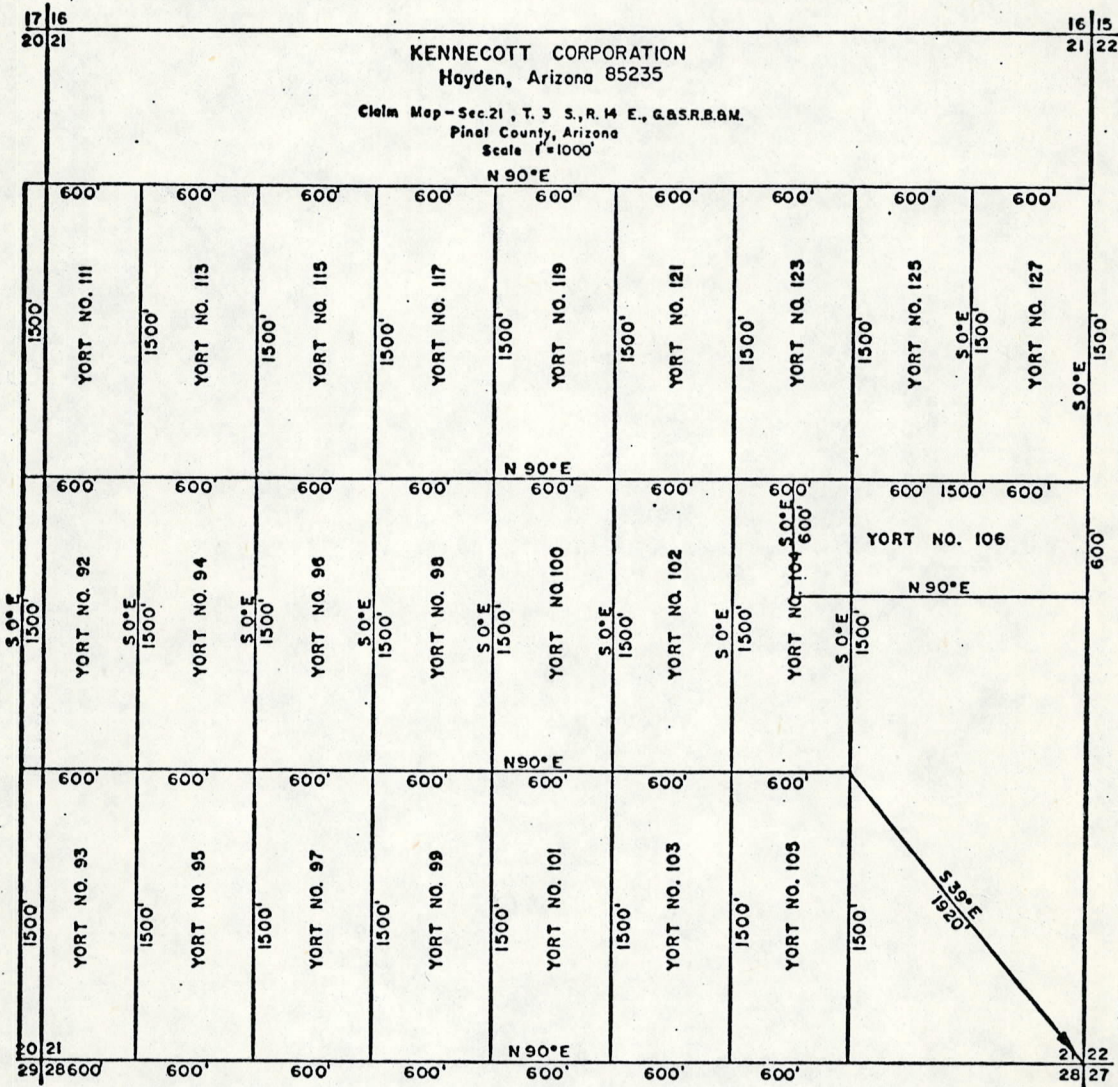 17 16
20 21
16 15
21 22
KENNECOTT CORPORATION
Hayden, Arizona 85235
Claim Map - Sec. 21, T. 3 S., R. 14 E., G.&S.R.B.&M.
Pinal County, Arizona
Scale 1"=1000'
N 90° E
600' 600' 600' 600' 600' 600' 600' 600' 600'
1500'
YORT NO. 111
1500'
YORT NO. 113
1500'
YORT NO. 115
1500'
YORT NO. 117
1500'
YORT NO. 119
1500'
YORT NO. 121
1500'
YORT NO. 123
1500'
YORT NO. 125
S 0° E
1500'
YORT NO. 127
S 0° E
1500'
N 90° E
600' 600' 600' 600' 600' 600' 600' 600' 1500' 600'
S 0° E
1500'
YORT NO. 92
S 0° E
1500'
YORT NO. 94
S 0° E
1500'
YORT NO. 96
S 0° E
1500'
YORT NO. 98
S 0° E
1500'
YORT NO. 100
S 0° E
1500'
YORT NO. 102
S 0° E
1500'
YORT NO. 104
S 0° E
600'
S 0° E
1500'
YORT NO. 106
600'
N 90° E
N 90° E
600' 600' 600' 600' 600' 600' 600'
1500'
YORT NO. 93
1500'
YORT NO. 95
1500'
YORT NO. 97
1500'
YORT NO. 99
1500'
YORT NO. 101
1500'
YORT NO. 103
1500'
YORT NO. 105
1500'
S 39° E
1920'
N 90° E
20 21
29 28 600' 600' 600' 600' 600' 600' 600'
21 22
28 27